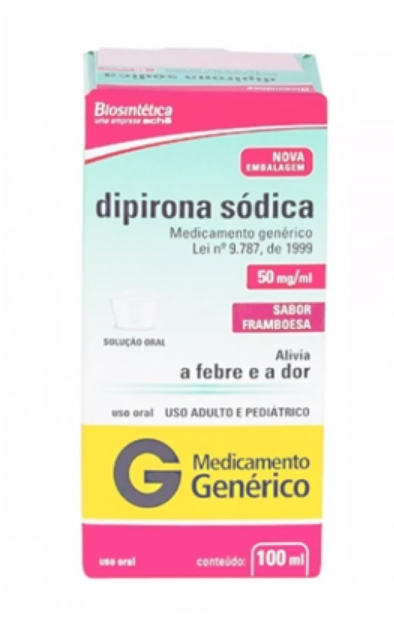 dipirona sódica
Biosintética
uma empresa achē
NOVA
EMBALAGEM
dipirona sódica
Medicamento genérico
Lei nº 9.787, de 1999
50 mg/ml
SABOR
FRAMBOESA
SOLUÇÃO ORAL
Alivia
a febre e a dor
uso oral USO ADULTO E PEDIÁTRICO
G Medicamento
Genérico
uso oral conteúdo: 100 ml